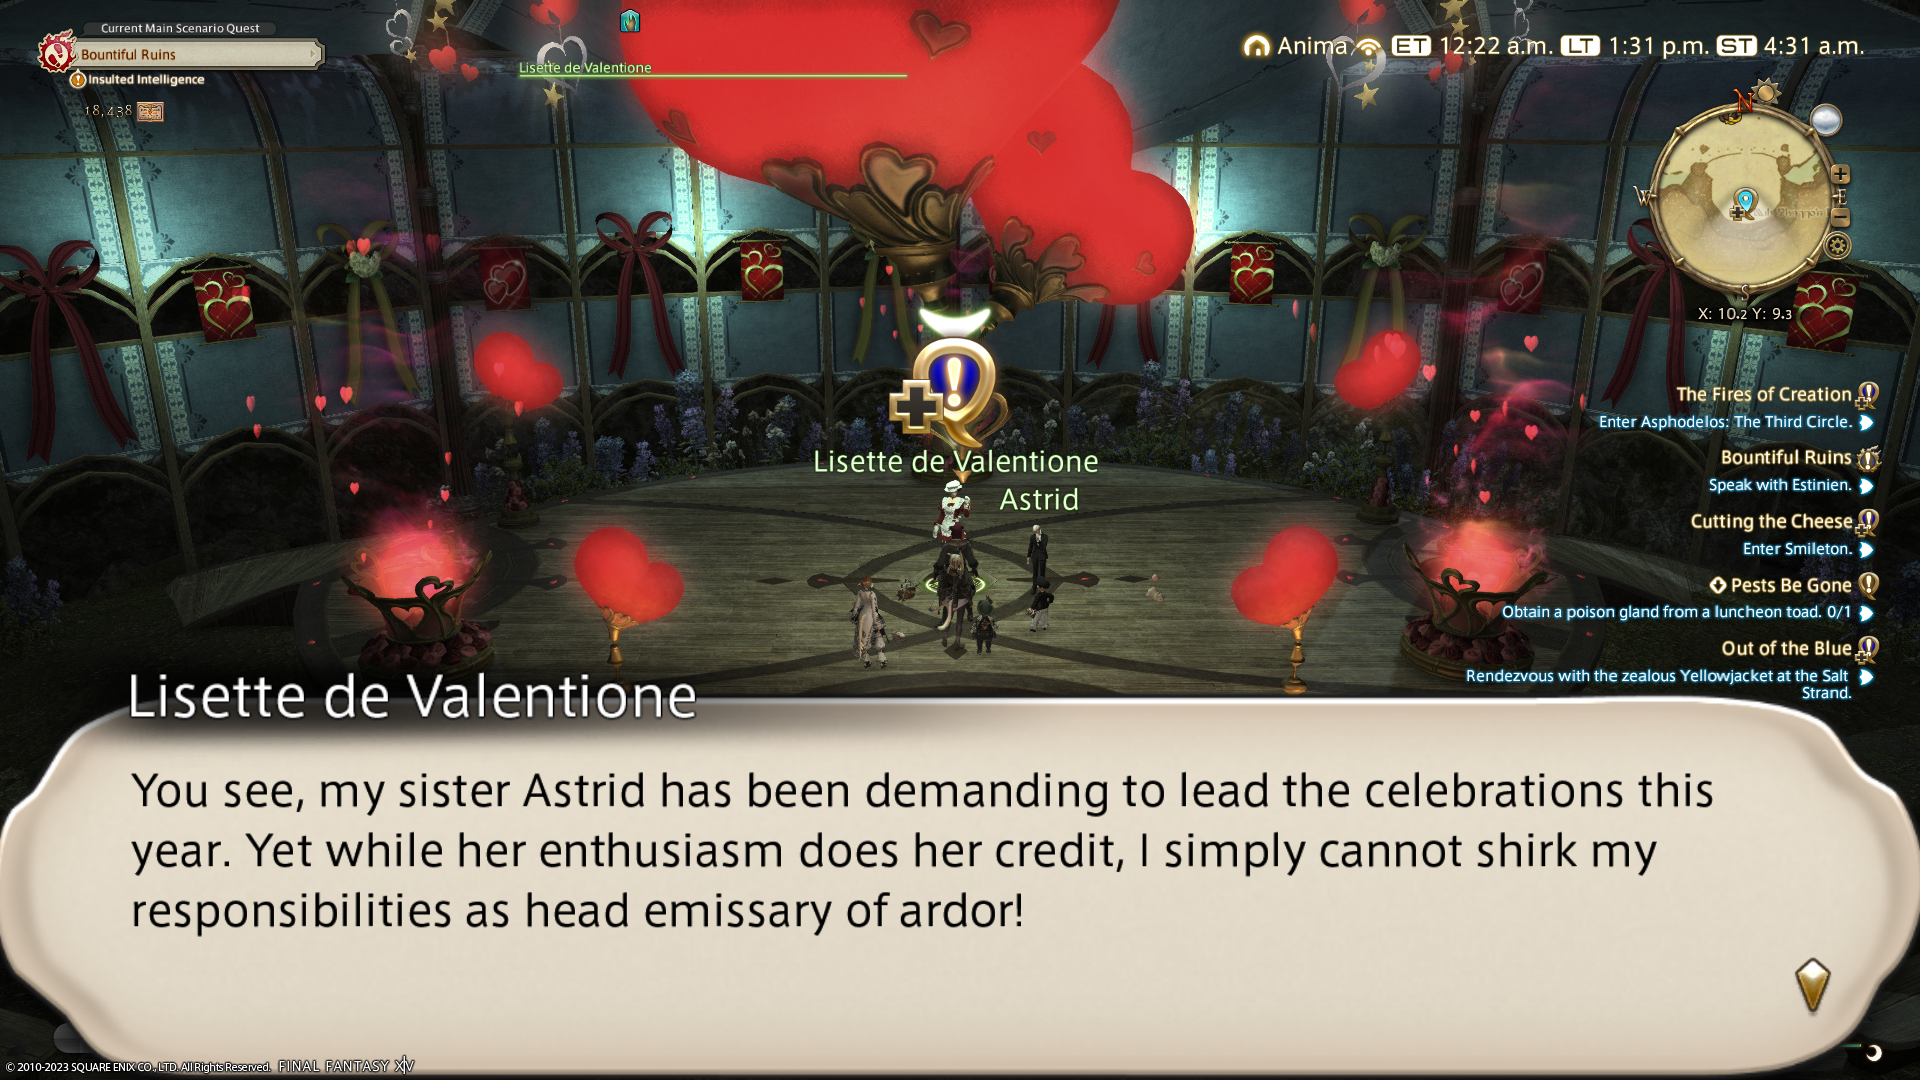 Current Main Scenario Quest
Bountiful Ruins
Insulted Intelligence
18,438
Lisette de Valentione
Anima ET 12:22 a.m. LT 1:31 p.m. ST 4:31 a.m.
N
W
E
S
X: 10.2 Y: 9.3
The Fires of Creation
Enter Asphodelos: The Third Circle.
Bountiful Ruins
Speak with Estinien.
Cutting the Cheese
Enter Smileton.
Pests Be Gone
Obtain a poison gland from a luncheon toad. 0/1
Out of the Blue
Rendezvous with the zealous Yellowjacket at the Salt
Strand.
Lisette de Valentione
Astrid
Lisette de Valentione
You see, my sister Astrid has been demanding to lead the celebrations this
year. Yet while her enthusiasm does her credit, I simply cannot shirk my
responsibilities as head emissary of ardor!
© 2010-2023 SQUARE ENIX CO., LTD. All Rights Reserved. FINAL FANTASY XIV